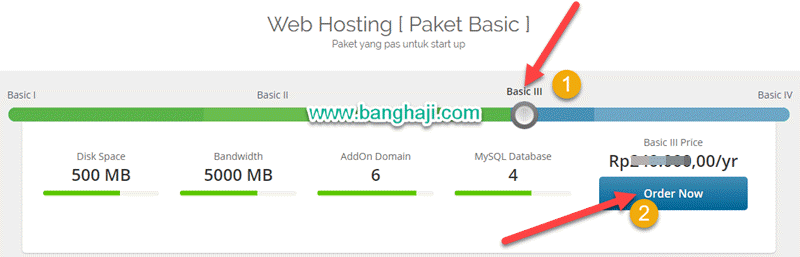 Web Hosting [ Paket Basic ]
Paket yang pas untuk start up
Basic I
Basic II
Basic III
Basic IV
1
www.banghaji.com
Disk Space
500 MB
Bandwidth
5000 MB
AddOn Domain
6
MySQL Database
4
Basic III Price
,00/yr
Order Now
2